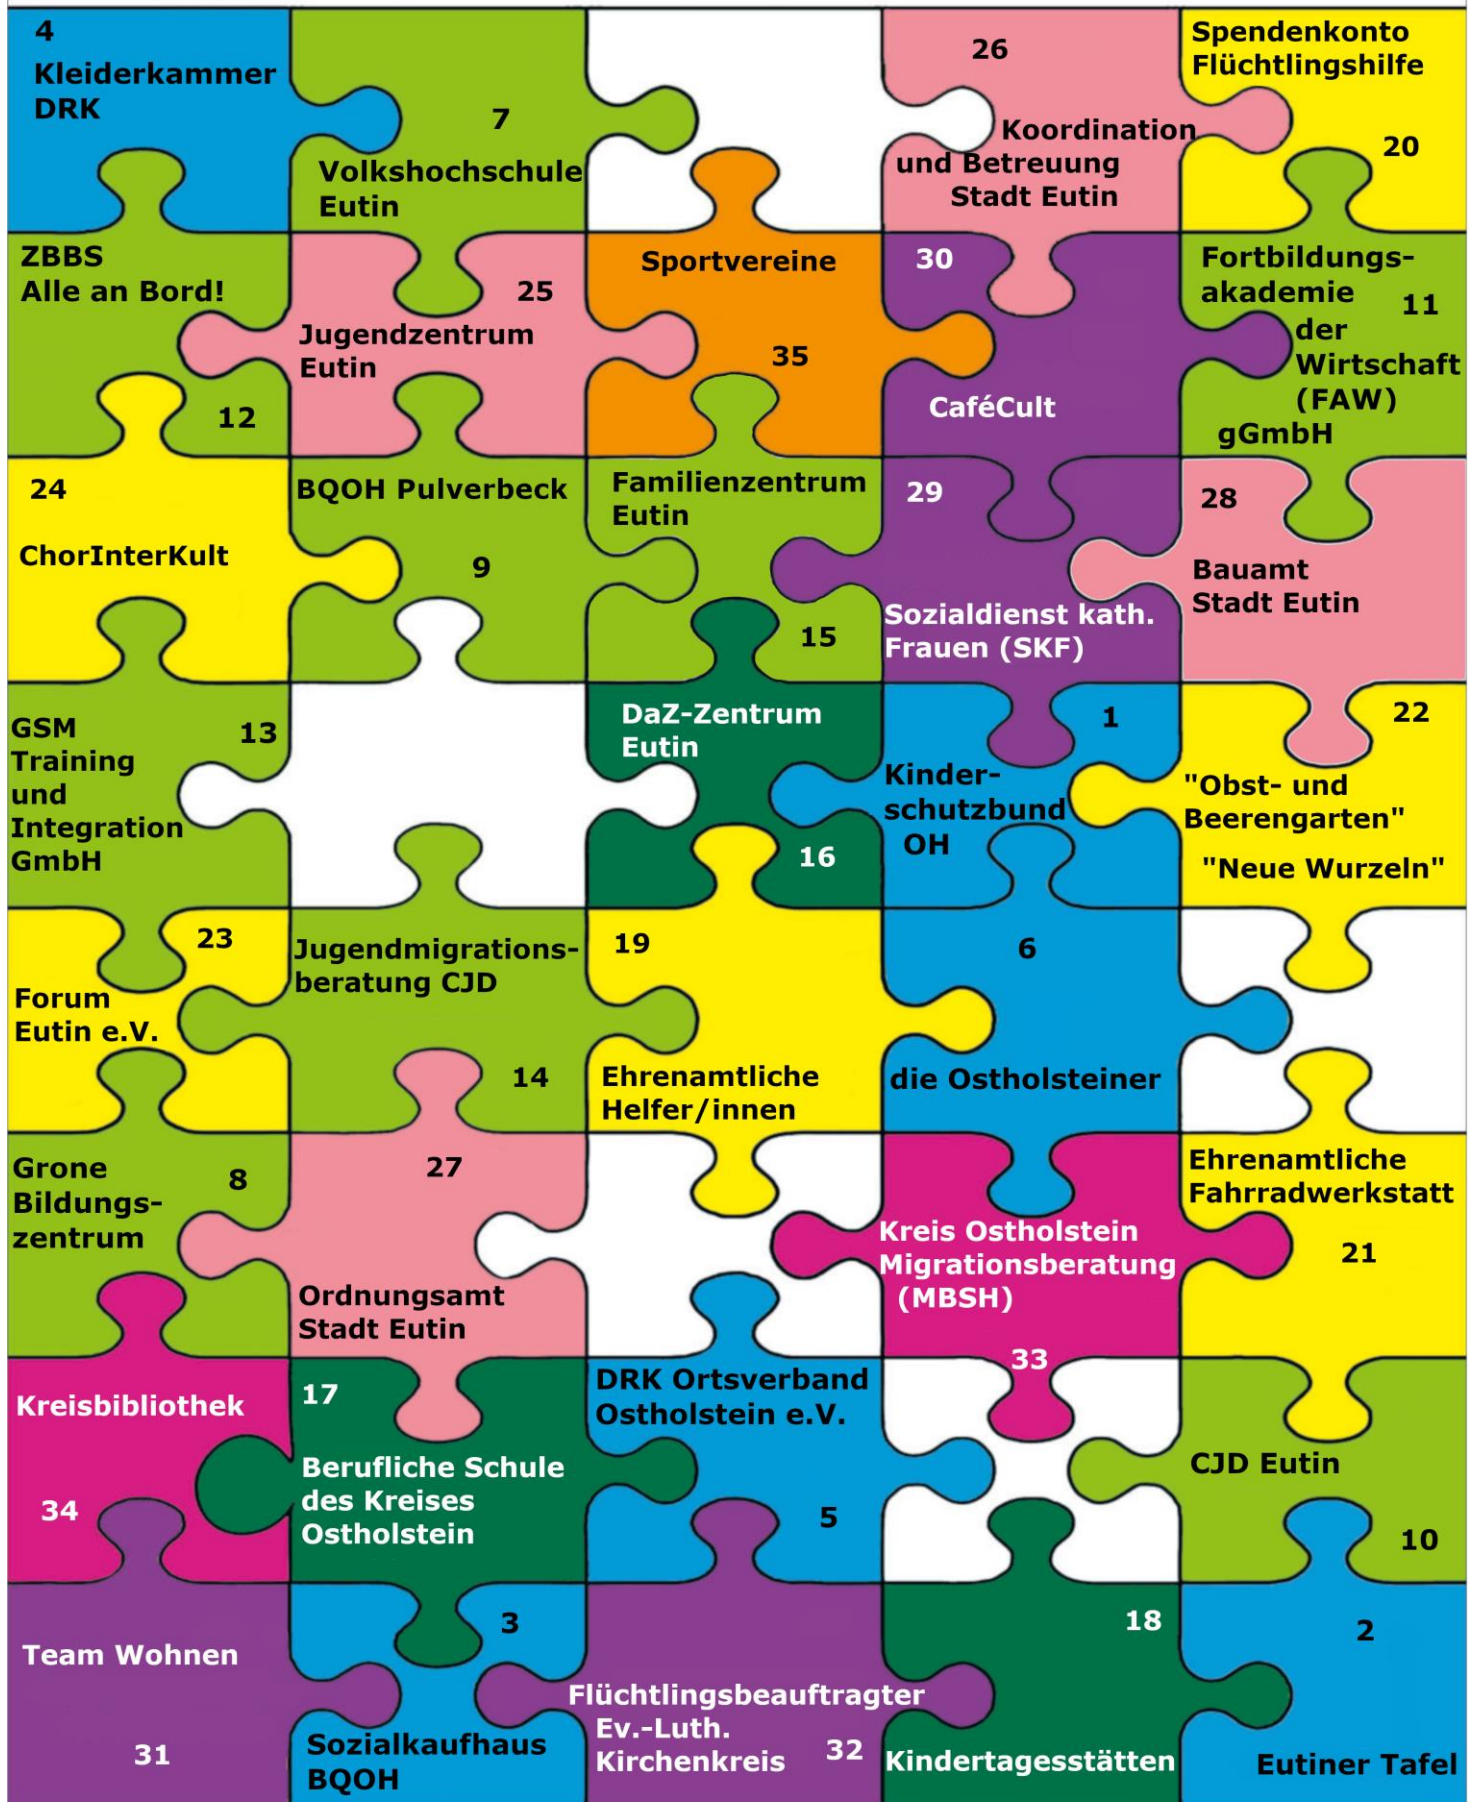 4
Kleiderkammer
DRK
7
Volkshochschule
Eutin
26
Koordination
und Betreuung
Stadt Eutin
Spendenkonto
Flüchtlingshilfe
20
ZBBS
Alle an Bord!
12
25
Jugendzentrum
Eutin
Sportvereine
35
30
CaféCult
Fortbildungs-
akademie
11
der
Wirtschaft
(FAW)
gGmbH
24
ChorInterKult
BQOH Pulverbeck
9
Familienzentrum
Eutin
15
29
Sozialdienst kath.
Frauen (SKF)
28
Bauamt
Stadt Eutin
GSM
13
Training
und
Integration
GmbH
DaZ-Zentrum
Eutin
16
1
Kinder-
schutzbund
OH
22
"Obst- und
Beerengarten"
"Neue Wurzeln"
23
Forum
Eutin e.V.
Jugendmigrations-
beratung CJD
14
19
Ehrenamtliche
Helfer/innen
6
die Ostholsteiner
Grone
8
Bildungs-
zentrum
27
Ordnungsamt
Stadt Eutin
Kreis Ostholstein
Migrationsberatung
(MBSH)
33
Ehrenamtliche
Fahrradwerkstatt
21
Kreisbibliothek
34
17
Berufliche Schule
des Kreises
Ostholstein
DRK Ortsverband
Ostholstein e.V.
5
CJD Eutin
10
Team Wohnen
31
3
Sozialkaufhaus
BQOH
Flüchtlingsbeauftragter
Ev.-Luth.
Kirchenkreis
32
18
Kindertagesstätten
2
Eutiner Tafel